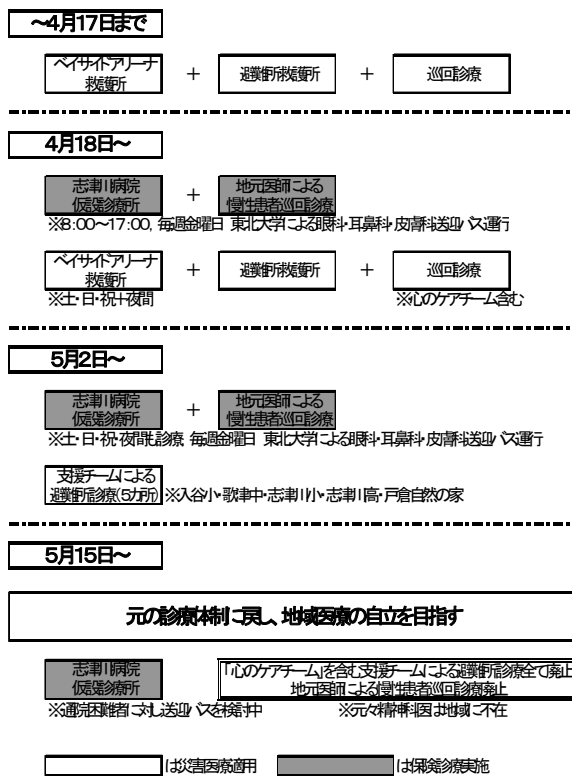 ～4月17日まで
ベイサイドアリーナ
救護所
+
避難所救護所
+
巡回診療
4月18日～
志津川病院
仮設診療所
+
地元医師による
慢性患者巡回診療
※8:00～17:00, 毎週金曜日 東北大学による眼科・耳鼻科・皮膚科送迎バス運行
ベイサイドアリーナ
救護所
+
避難所救護所
+
巡回診療
※土・日・祝+夜間
※心のケアチーム含む
5月2日～
志津川病院
仮設診療所
+
地元医師による
慢性患者巡回診療
※土・日・祝・夜間も診療, 毎週金曜日 東北大学による眼科・耳鼻科・皮膚科送迎バス運行
支援チームによる
避難所診療(5カ所) ※入谷小・歌津中・志津川小・志津川高・戸倉自然の家
5月15日～
元の診療体制に戻し、地域医療の自立を目指す
志津川病院
仮設診療所
「心のケアチーム」を含む支援チームによる避難所診療全て廃止
地元医師による慢性患者巡回診療廃止
※通院困難者に対し送迎バスを検討中
※元々精神科医は地域に不在
は災害医療適用
は保険診療実施